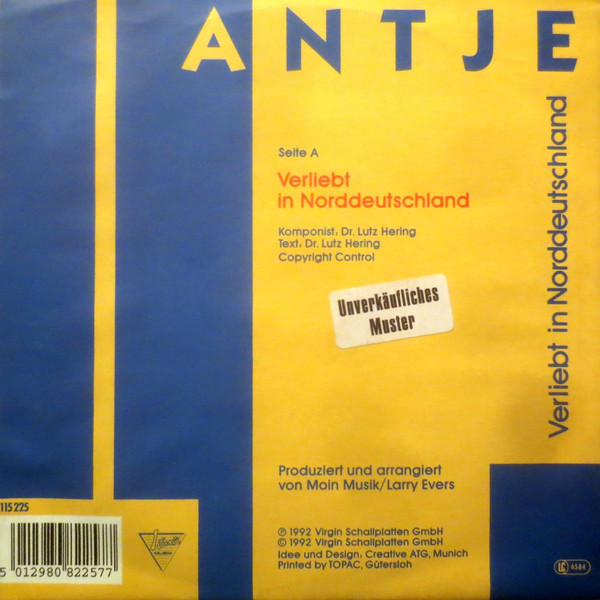 ANTJE
Seite A
Verliebt
in Norddeutschland
Komponist: Dr. Lutz Hering
Text: Dr. Lutz Hering
Copyright Control
Unverkäufliches
Muster
Verliebt in Norddeutschland
Produziert und arrangiert
von Moin Musik/Larry Evers
℗ 1992 Virgin Schallplatten GmbH
© 1992 Virgin Schallplatten GmbH
Idee und Design: Creative ATG, Munich
Printed by TOPAC, Gütersloh
115 225
5 012980 822577
LC 6584